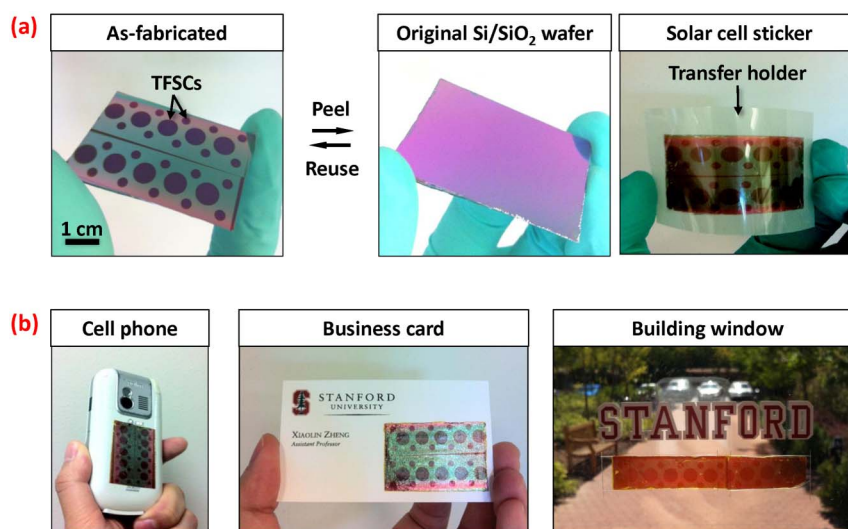 (a)
As-fabricated
Original Si/SiO₂ wafer
Solar cell sticker
TFSCs
Peel
Reuse
1 cm
Transfer holder
(b)
Cell phone
Business card
Building window
STANFORD
UNIVERSITY
XIAOLIN ZHENG
Assistant Professor
STANFORD